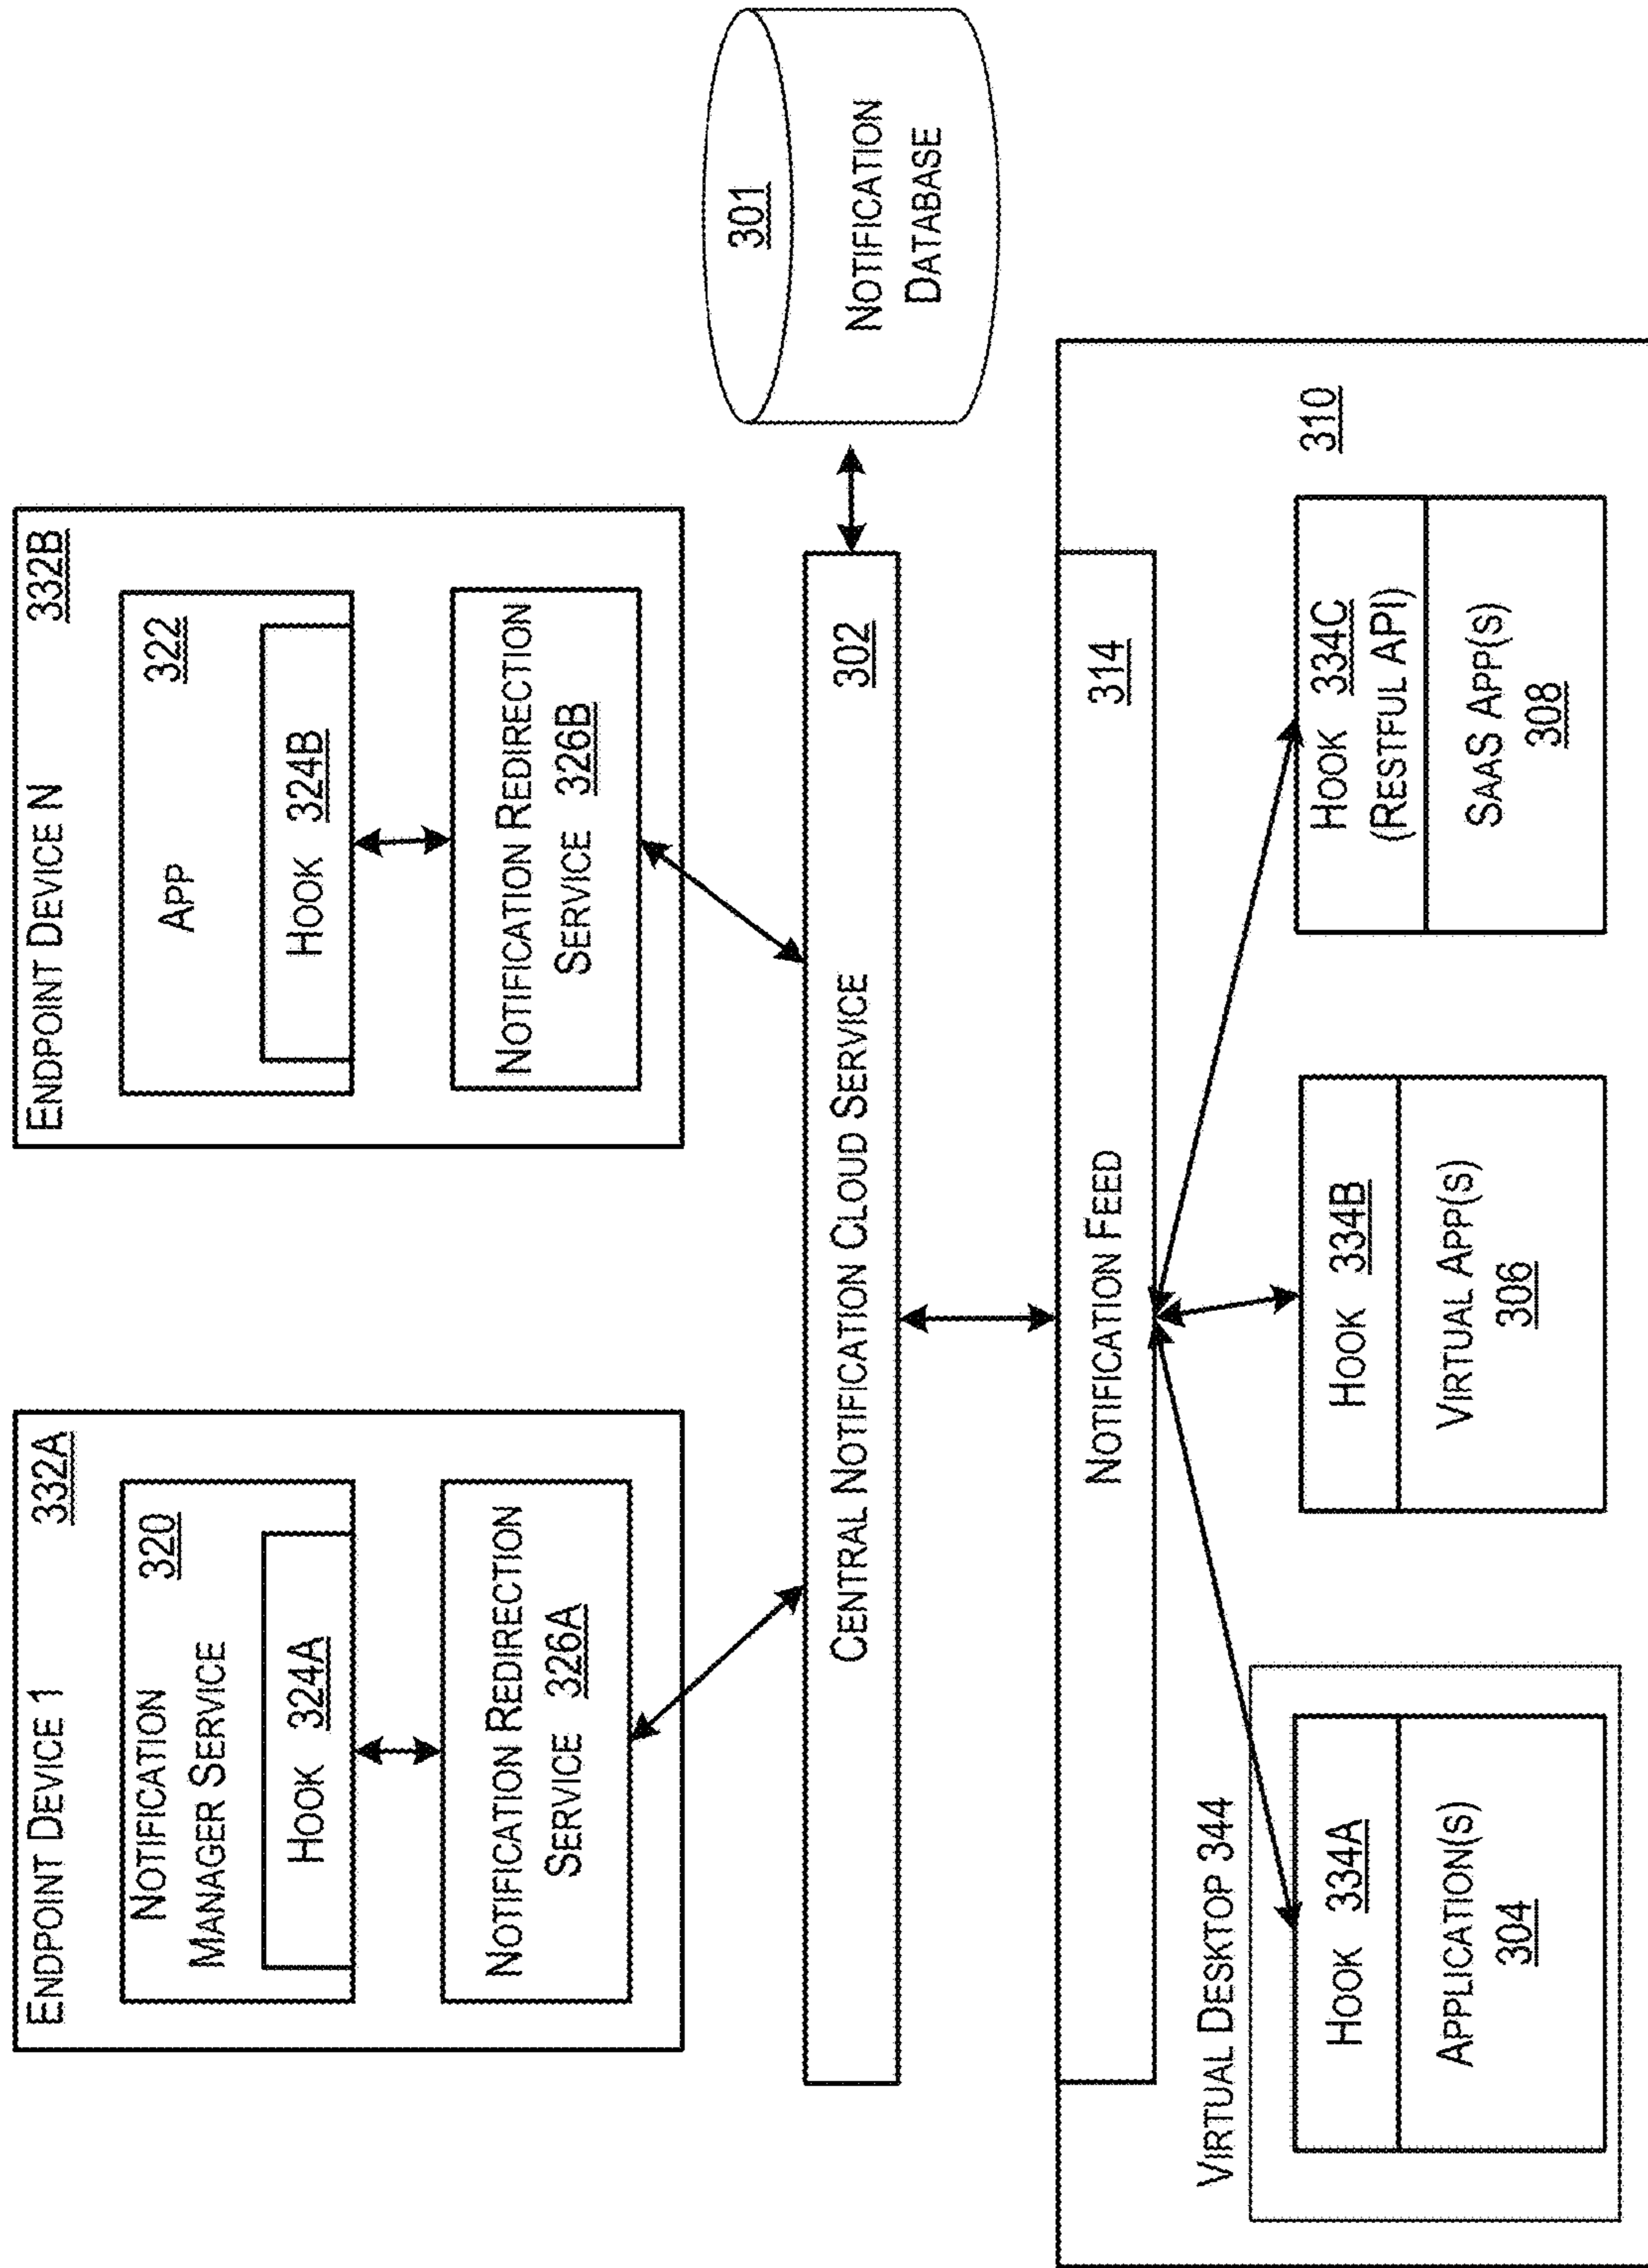 ENDPOINT DEVICE 1
332A
NOTIFICATION
MANAGER SERVICE
320
HOOK 324A
NOTIFICATION REDIRECTION
SERVICE 326A
ENDPOINT DEVICE N
332B
APP
322
HOOK 324B
NOTIFICATION REDIRECTION
SERVICE 326B
CENTRAL NOTIFICATION CLOUD SERVICE
302
301
NOTIFICATION
DATABASE
NOTIFICATION FEED
314
310
VIRTUAL DESKTOP 344
HOOK 334A
APPLICATION(S)
304
HOOK 334B
VIRTUAL APP(S)
306
HOOK 334C
(RESTFUL API)
SAAS APP(S)
308